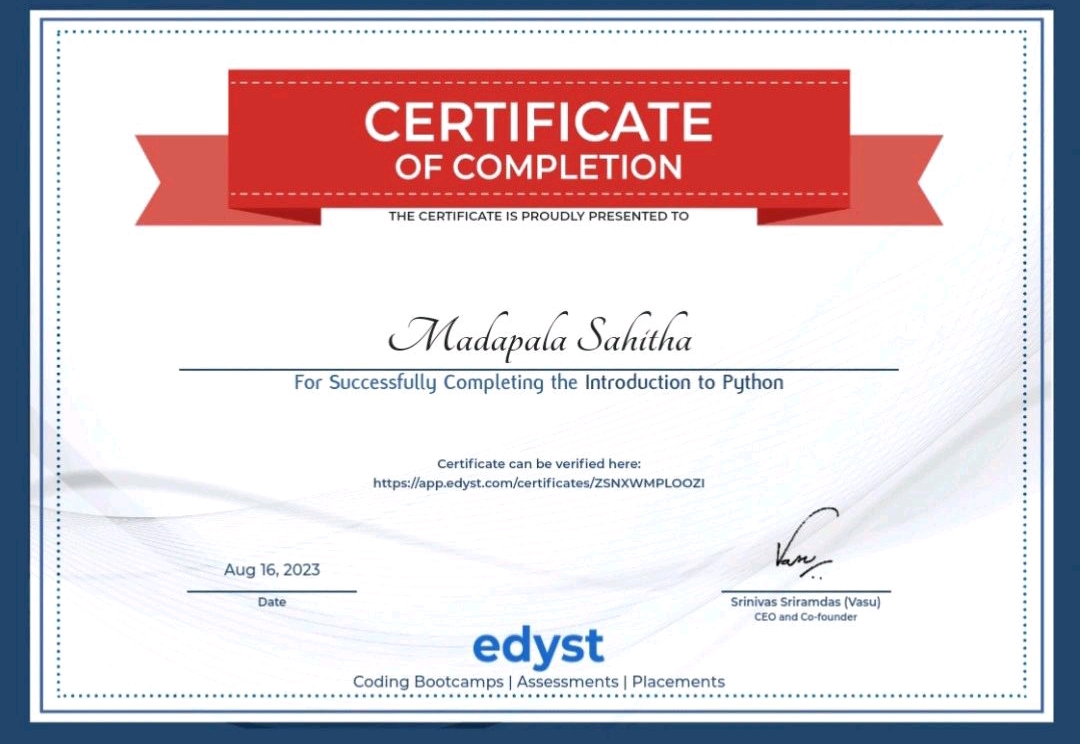 CERTIFICATE
OF COMPLETION
THE CERTIFICATE IS PROUDLY PRESENTED TO
Madapala Sahitha
For Successfully Completing the Introduction to Python
Certificate can be verified here:
https://app.edyst.com/certificates/ZSNXWMPLOOZI
Aug 16, 2023
Date
Vasu
Srinivas Sriramdas (Vasu)
CEO and Co-founder
edyst
Coding Bootcamps | Assessments | Placements